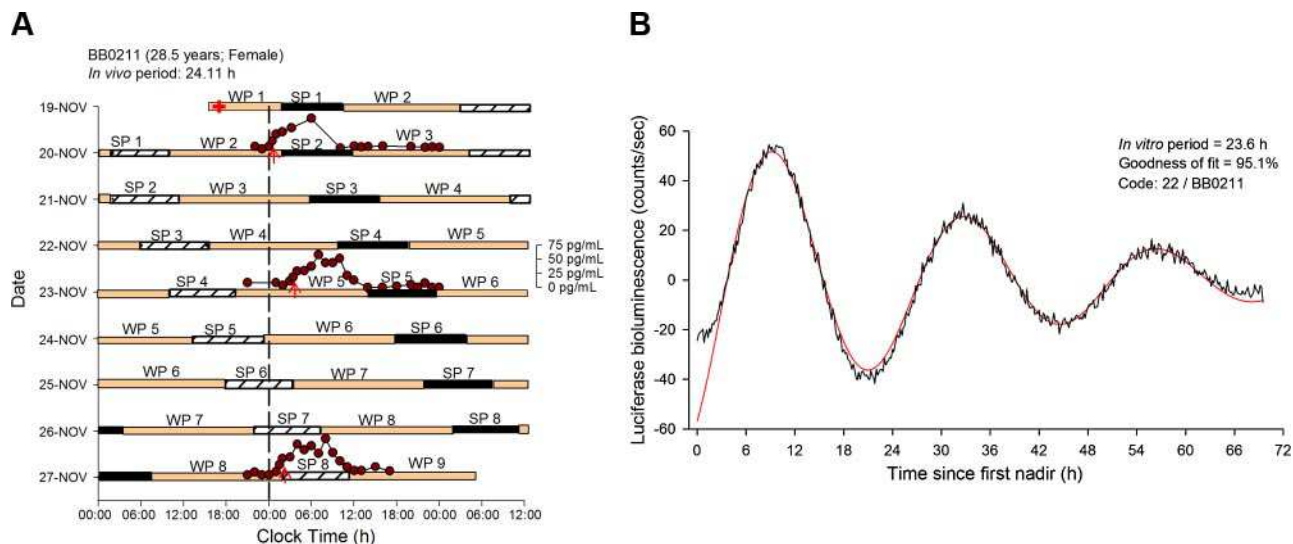 A
BB0211 (28.5 years; Female)
In vivo period: 24.11 h
19-NOV
WP 1 SP 1 WP 2
20-NOV
SP 1 WP 2 SP 2 WP 3
21-NOV
SP 2 WP 3 SP 3 WP 4
22-NOV
SP 3 WP 4 SP 4 WP 5
75 pg/mL
50 pg/mL
25 pg/mL
0 pg/mL
23-NOV
SP 4 WP 5 SP 5 WP 6
24-NOV
WP 5 SP 5 WP 6 SP 6
25-NOV
WP 6 SP 6 WP 7 SP 7
26-NOV
WP 7 SP 7 WP 8 SP 8
27-NOV
WP 8 SP 8 WP 9
Date
00:00 06:00 12:00 18:00 00:00 06:00 12:00 18:00 00:00 06:00 12:00
Clock Time (h)
B
In vitro period = 23.6 h
Goodness of fit = 95.1%
Code: 22 / BB0211
Luciferase bioluminescence (counts/sec)
60
40
20
0
-20
-40
-60
0 6 12 18 24 30 36 42 48 54 60 66 72
Time since first nadir (h)